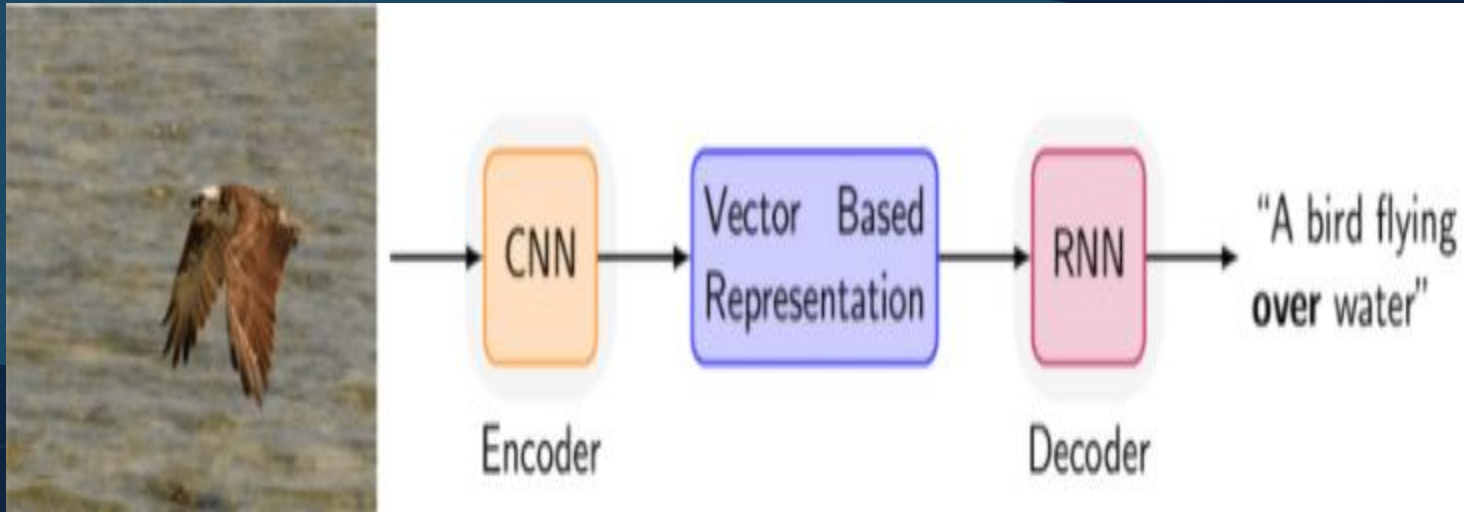 CNN
Encoder
Vector Based
Representation
RNN
Decoder
“A bird flying
over water”